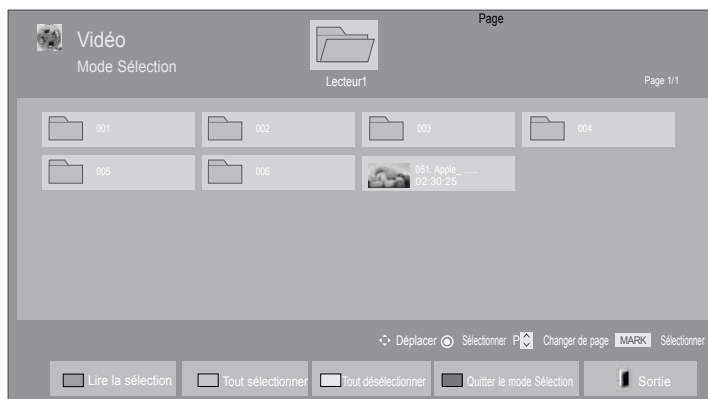 Page
Vidéo
Mode Sélection
Lecteur1
Page 1/1
001 002 003 004
005 006 051. Apple_ ......
02:30:25
Déplacer Sélectionner P Changer de page MARK Sélectionner
Lire la sélection Tout sélectionner Tout désélectionner Quitter le mode Sélection Sortie